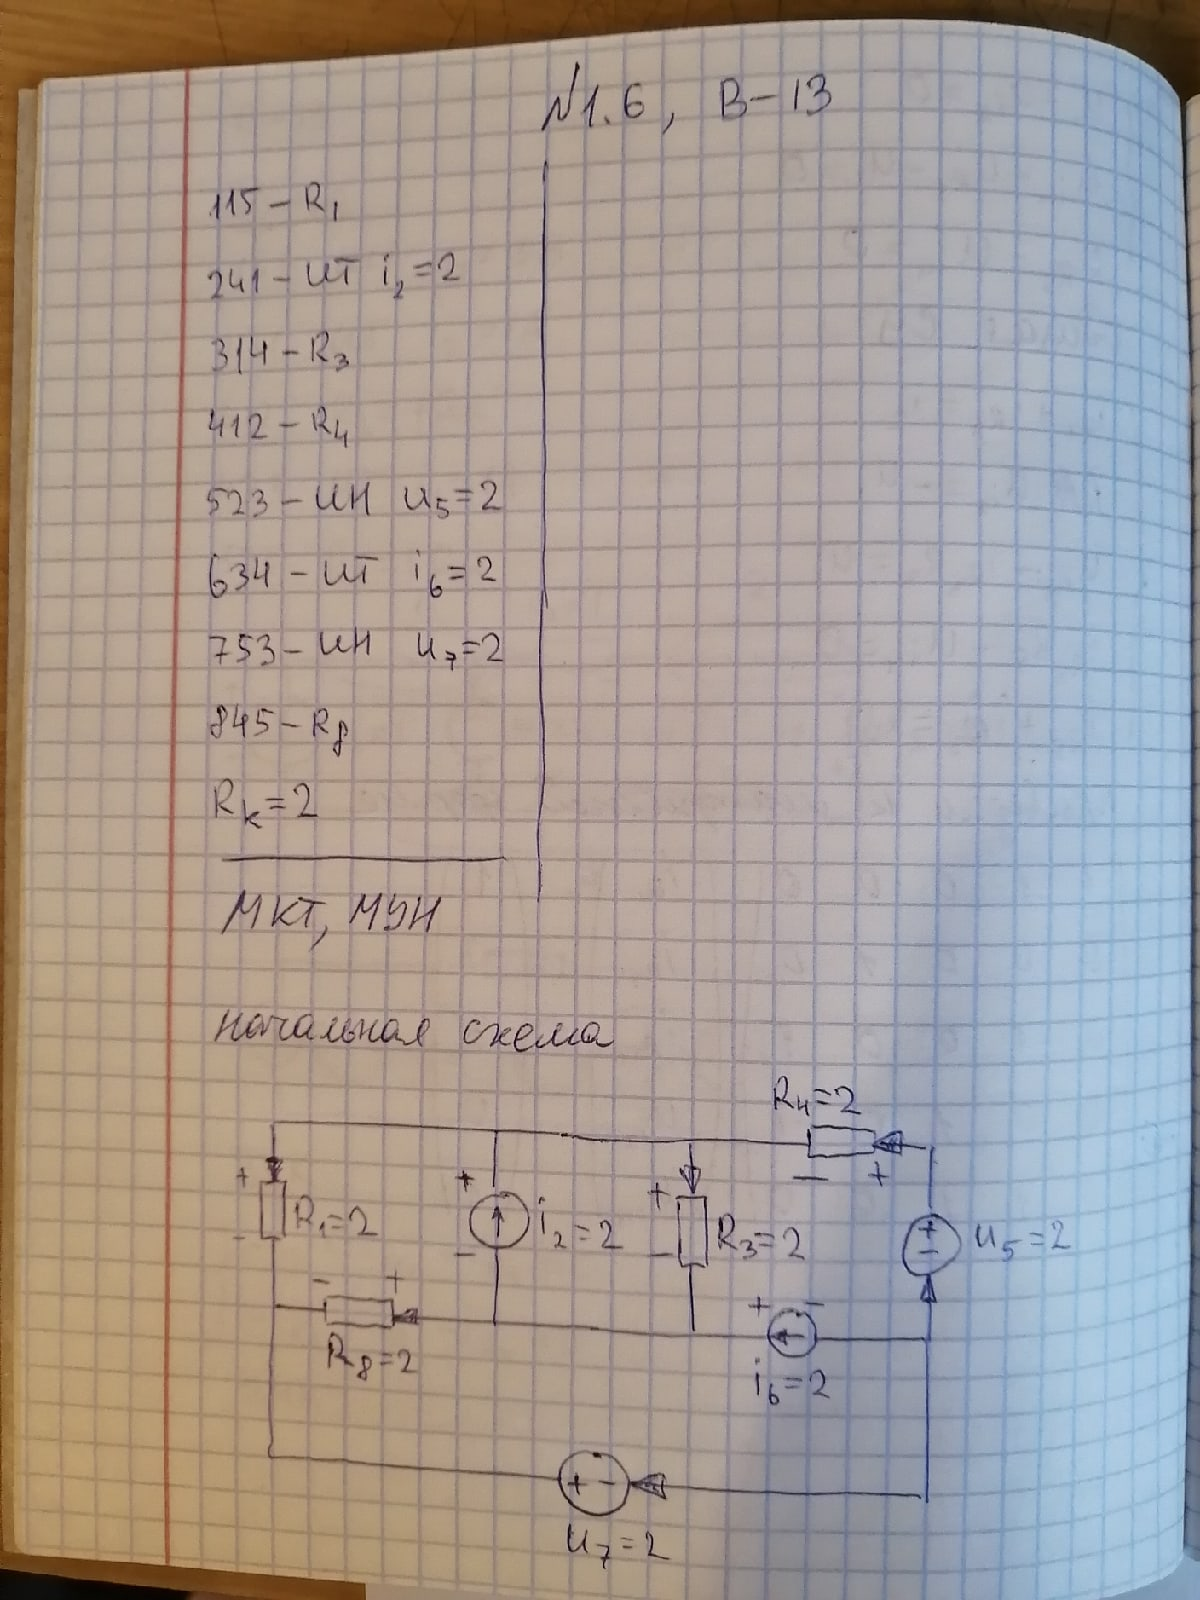 №1.6, В-13
115 – R₁
241 – ИТ i₂=2
314 – R₃
412 – R₄
523 – ИН u₅=2
634 – ИТ i₆=2
753 – ИН u₇=2
845 – R₈
Rк=2
МКТ, МУН
начальная схема
R₄=2
– +
+ + +
R₁=2 i₂=2 R₃=2 + – u₅=2
– – –
– + + –
R₈=2 i₆=2
+ –
u₇=2